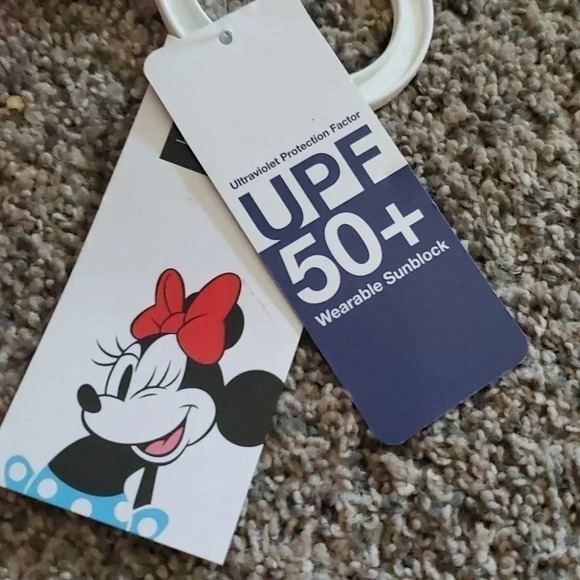 Ultraviolet Protection Factor
UPF
50+
Wearable Sunblock